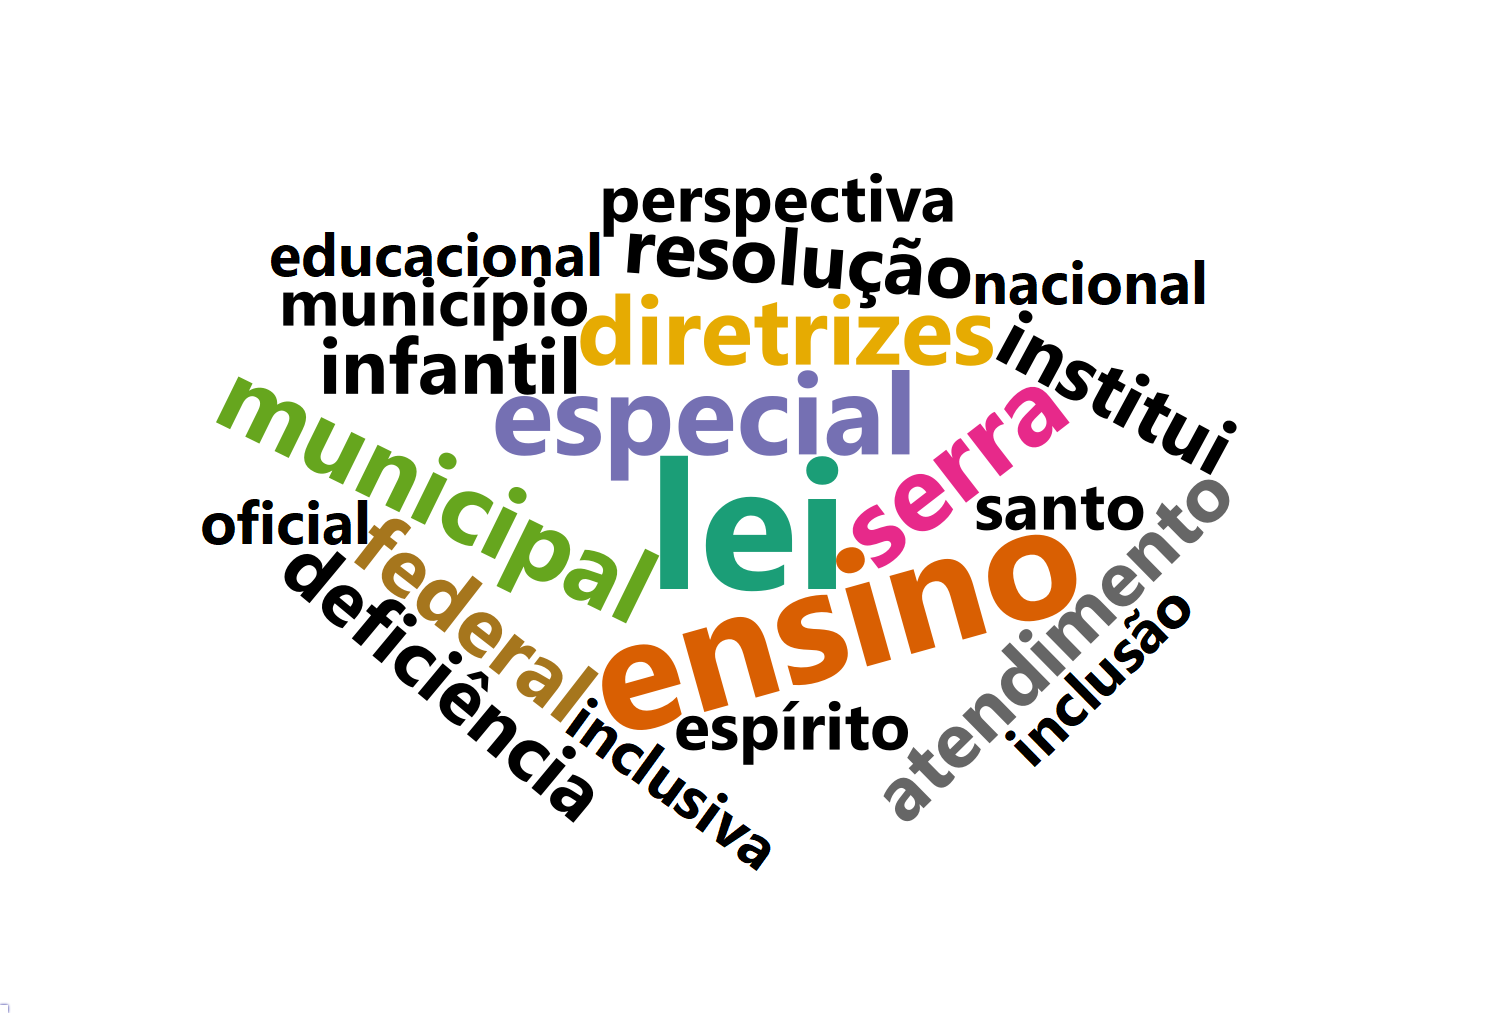 perspectiva
educacional
resolução
nacional
município
diretrizes
infantil
institui
especial
municipal
serra
lei
santo
oficial
federal
ensino
atendimento
deficiência
inclusão
espírito
inclusiva